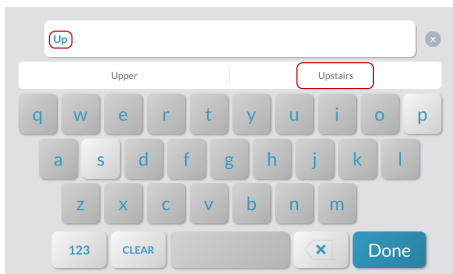 Up
Upper Upstairs
q w e r t y u i o p
a s d f g h j k l
z x c v b n m
123 CLEAR Done